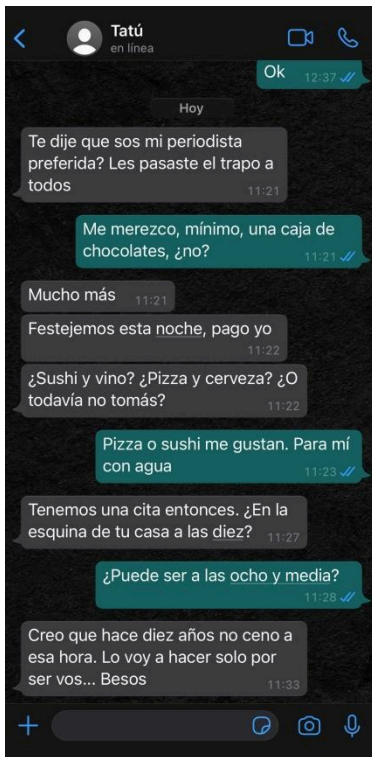 Tatú
en línea
Ok 12:37
Hoy
Te dije que sos mi periodista
preferida? Les pasaste el trapo a
todos
11:21
Me merezco, mínimo, una caja de
chocolates, ¿no?
11:21
Mucho más 11:21
Festejemos esta noche, pago yo
11:22
¿Sushi y vino? ¿Pizza y cerveza? ¿O
todavía no tomás?
11:22
Pizza o sushi me gustan. Para mí
con agua
11:23
Tenemos una cita entonces. ¿En la
esquina de tu casa a las diez? 11:27
¿Puede ser a las ocho y media?
11:28
Creo que hace diez años no ceno a
esa hora. Lo voy a hacer solo por
ser vos... Besos
11:33